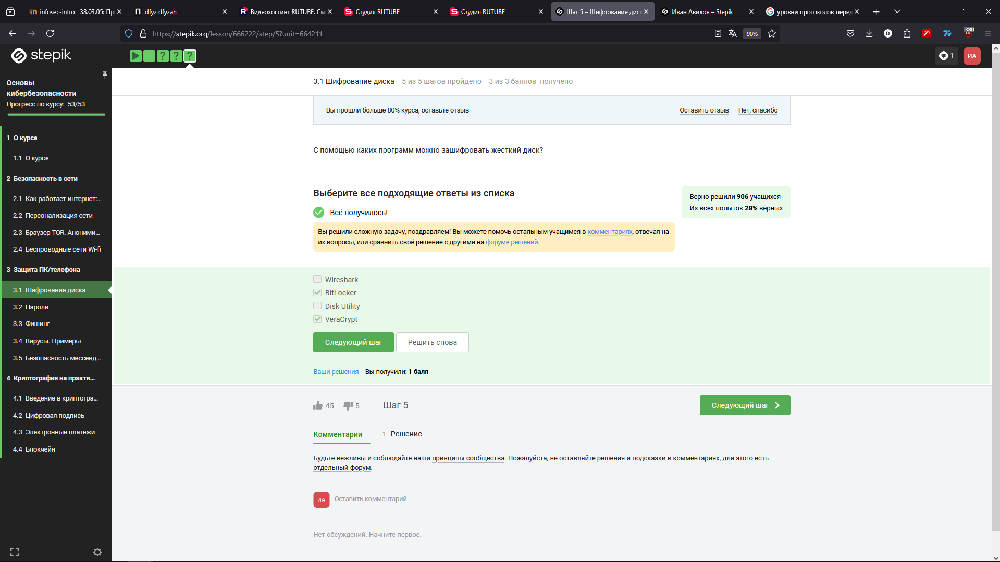 infosec-intro__38.03.05: Пр
dfyz dfyzan
Видеохостинг RUTUBE. См
Студия RUTUBE
Студия RUTUBE
Шаг 5 – Шифрование диск
Иван Авилов – Stepik
уровни протоколов перед
https://stepik.org/lesson/666222/step/5?unit=664211
90%
380
stepik
? ? ?
1
ИА
Основы
кибербезопасности
Прогресс по курсу: 53/53
1 О курсе
1.1 О курсе
2 Безопасность в сети
2.1 Как работает интернет:...
2.2 Персонализация сети
2.3 Браузер TOR. Аноними...
2.4 Беспроводные сети Wi-fi
3 Защита ПК/телефона
3.1 Шифрование диска
3.2 Пароли
3.3 Фишинг
3.4 Вирусы. Примеры
3.5 Безопасность мессенд...
4 Криптография на практи...
4.1 Введение в криптогра...
4.2 Цифровая подпись
4.3 Электронные платежи
4.4 Блокчейн
3.1 Шифрование диска 5 из 5 шагов пройдено 3 из 3 баллов получено
Вы прошли больше 80% курса, оставьте отзыв
Оставить отзыв Нет, спасибо
С помощью каких программ можно зашифровать жесткий диск?
Выберите все подходящие ответы из списка
Верно решили 906 учащихся
Из всех попыток 28% верных
Всё получилось!
Вы решили сложную задачу, поздравляем! Вы можете помочь остальным учащимся в комментариях, отвечая на
их вопросы, или сравнить своё решение с другими на форуме решений.
Wireshark
BitLocker
Disk Utility
VeraCrypt
Следующий шаг
Решить снова
Ваши решения Вы получили: 1 балл
45 5 Шаг 5
Следующий шаг
Комментарии
1 Решение
Будьте вежливы и соблюдайте наши принципы сообщества. Пожалуйста, не оставляйте решения и подсказки в комментариях, для этого есть
отдельный форум.
ИА
Оставить комментарий
Нет обсуждений. Начните первое.